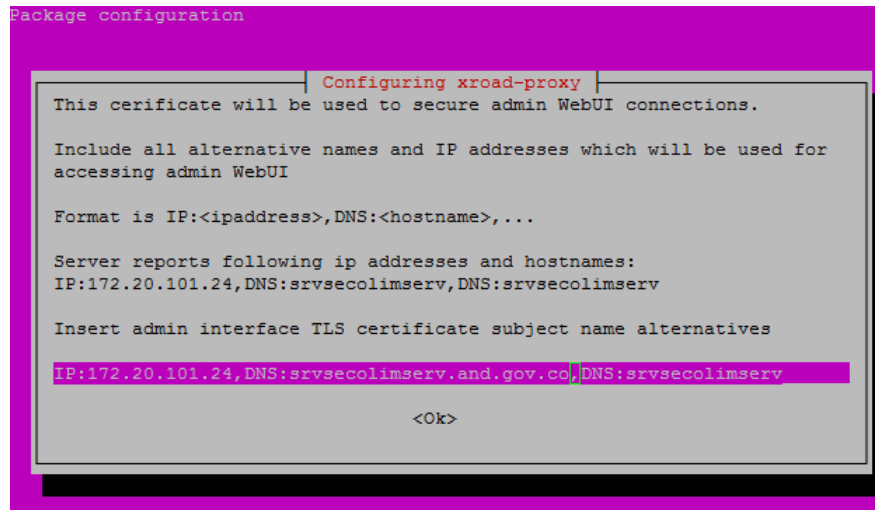 Package configuration
Configuring xroad-proxy
This cerificate will be used to secure admin WebUI connections.
Include all alternative names and IP addresses which will be used for
accessing admin WebUI
Format is IP:<ipaddress>,DNS:<hostname>,...
Server reports following ip addresses and hostnames:
IP:172.20.101.24,DNS:srvsecolimserv,DNS:srvsecolimserv
Insert admin interface TLS certificate subject name alternatives
IP:172.20.101.24,DNS:srvsecolimserv.and.gov.co,DNS:srvsecolimserv
<Ok>